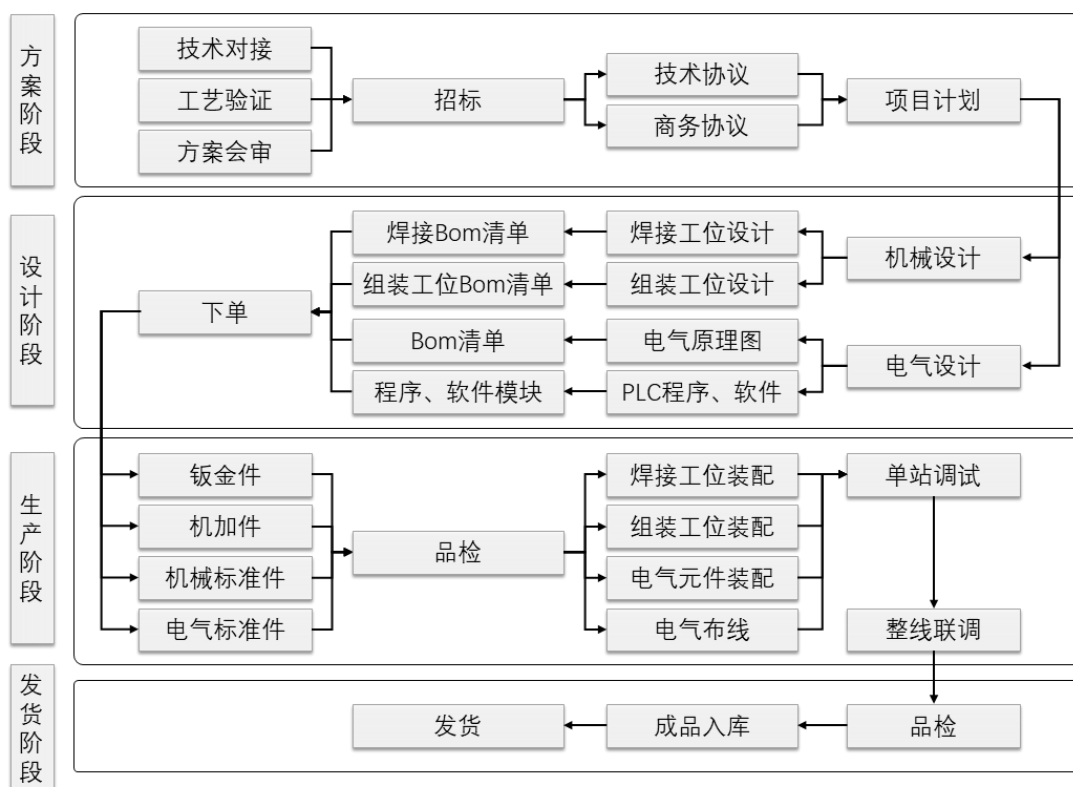 方案阶段
技术对接
工艺验证
方案会审
招标
技术协议
商务协议
项目计划
设计阶段
机械设计
电气设计
焊接工位设计
组装工位设计
电气原理图
PLC程序、软件
焊接Bom清单
组装工位Bom清单
Bom清单
程序、软件模块
下单
生产阶段
钣金件
机加件
机械标准件
电气标准件
品检
焊接工位装配
组装工位装配
电气元件装配
电气布线
单站调试
整线联调
发货阶段
品检
成品入库
发货